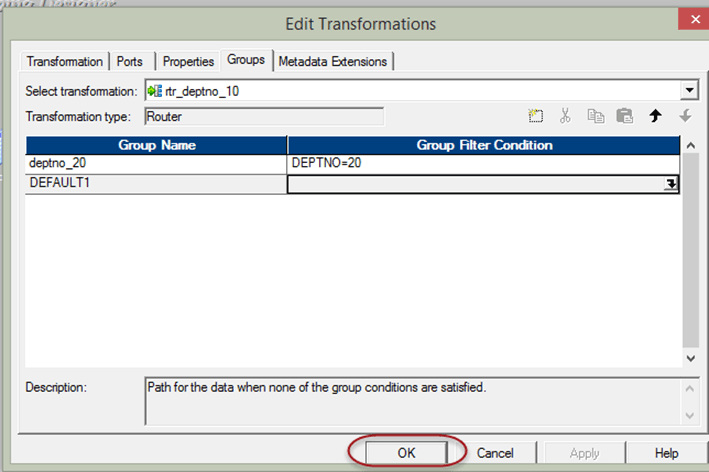 Designer
Edit Transformations
Transformation Ports Properties Groups Metadata Extensions
Select transformation: rtr_deptno_10
Transformation type: Router
Group Name Group Filter Condition
deptno_20 DEPTNO=20
DEFAULT1
Description: Path for the data when none of the group conditions are satisfied.
OK Cancel Apply Help